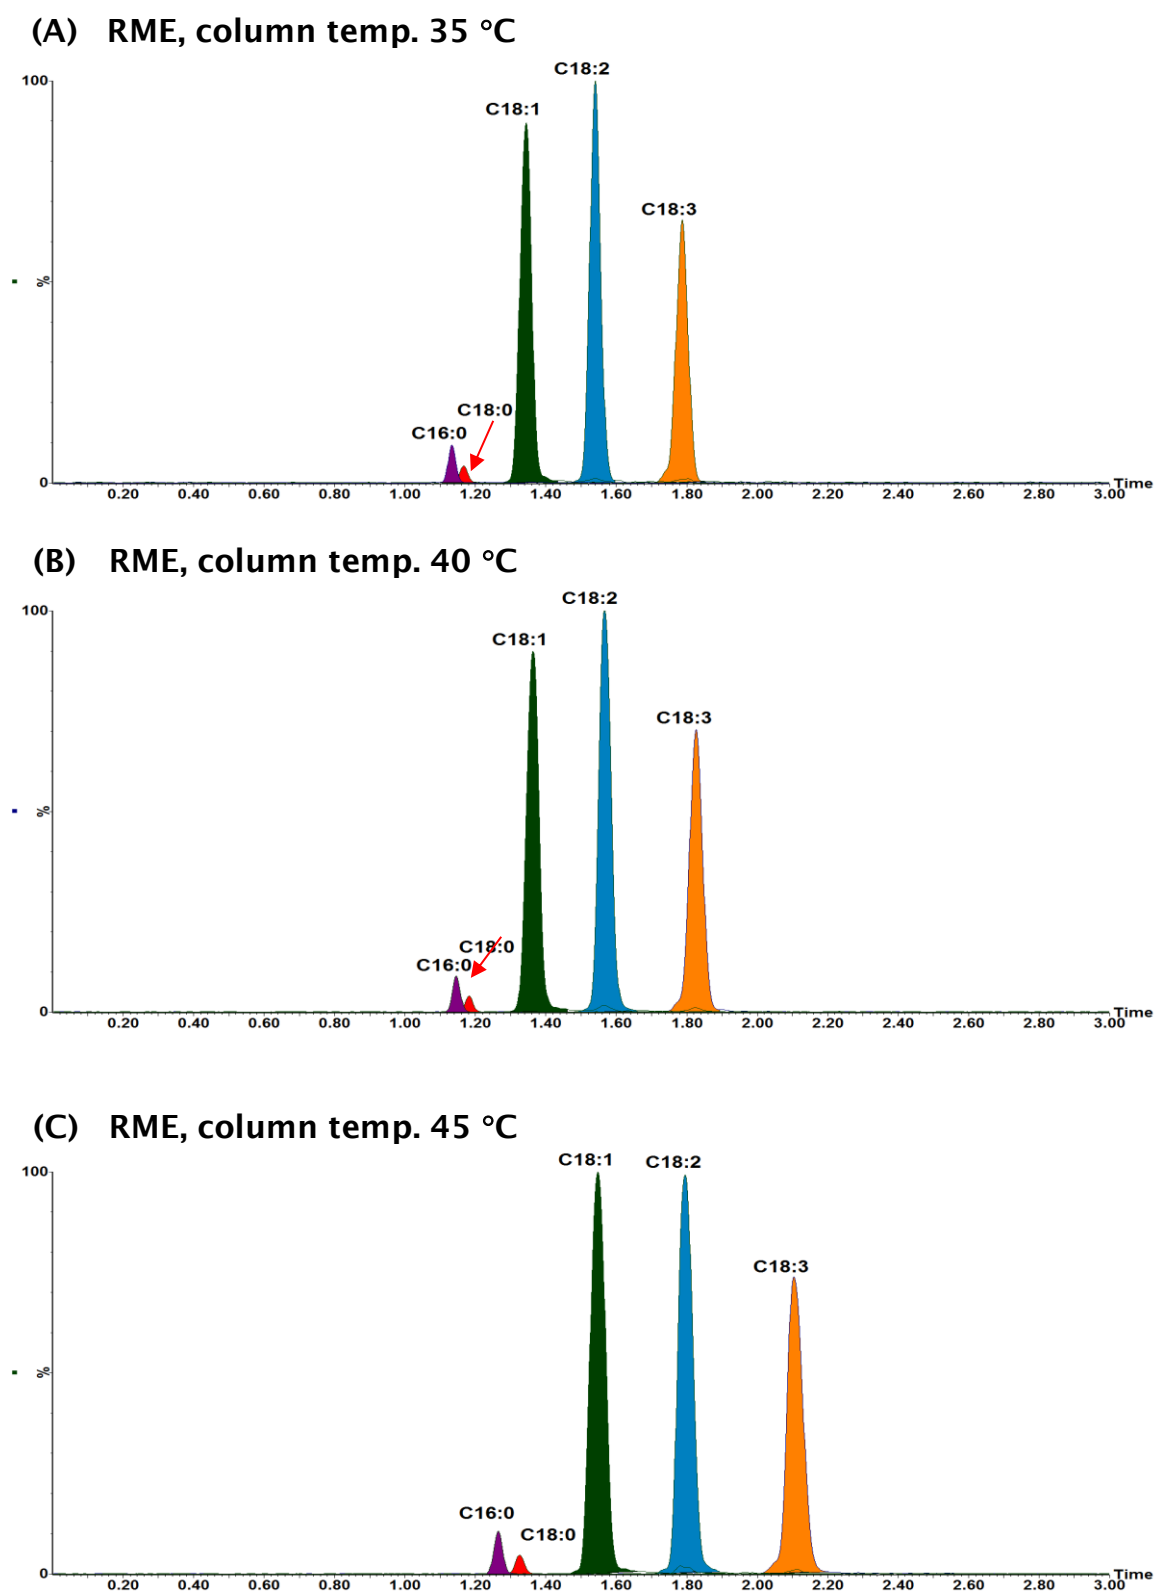 (A) RME, column temp. 35 °C
C18:2
100
C18:1
C18:3
%
C18:0
C16:0
0
0.20 0.40 0.60 0.80 1.00 1.20 1.40 1.60 1.80 2.00 2.20 2.40 2.60 2.80 3.00 Time
(B) RME, column temp. 40 °C
C18:2
100
C18:1
C18:3
%
C18:0
C16:0
0
0.20 0.40 0.60 0.80 1.00 1.20 1.40 1.60 1.80 2.00 2.20 2.40 2.60 2.80 3.00 Time
(C) RME, column temp. 45 °C
C18:1 C18:2
100
C18:3
%
C16:0
C18:0
0
0.20 0.40 0.60 0.80 1.00 1.20 1.40 1.60 1.80 2.00 2.20 2.40 2.60 2.80 3.00 Time